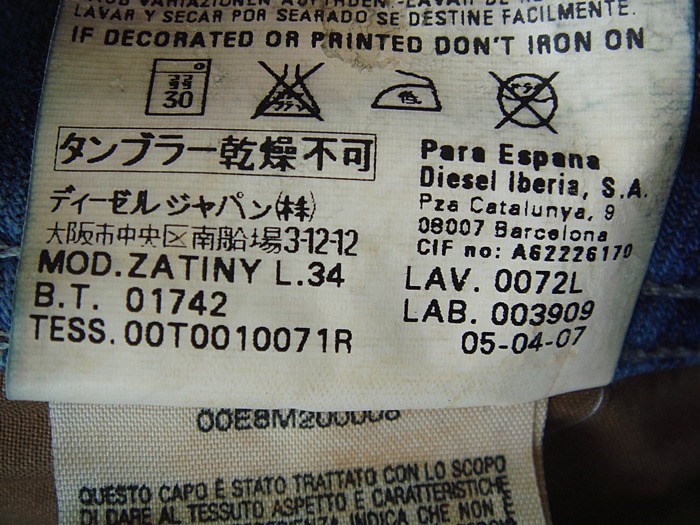 LAVAR Y SECAR POR SEARADO SE DESTINE FACILMENTE.
IF DECORATED OR PRINTED DON'T IRON ON
30
タンブラー乾燥不可
ディーゼルジャパン(株)
大阪市中央区南船場3-12-12
MOD.ZATINY L.34
B.T. 01742
TESS. 00T0010071R
Para Espana
Diesel Iberia, S.A.
Pza Catalunya, 9
08007 Barcelona
CIF no: A62226170
LAV. 0072L
LAB. 003909
05-04-07
00E8M200008
QUESTO CAPO È STATO TRATTATO CON LO SCOPO
DI DARE AL TESSUTO ASPETTO E CARATTERISTICHE
INDICA CHE NON È